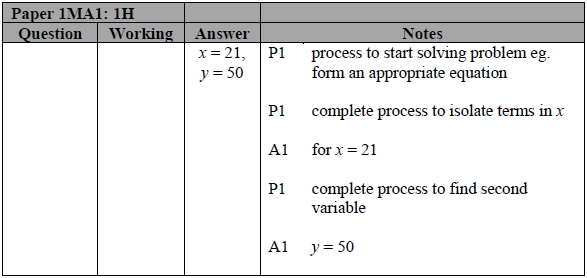 Paper 1MA1: 1H
Question Working Answer Notes
x = 21, P1 process to start solving problem eg.
y = 50 form an appropriate equation
P1 complete process to isolate terms in x
A1 for x = 21
P1 complete process to find second
variable
A1 y = 50